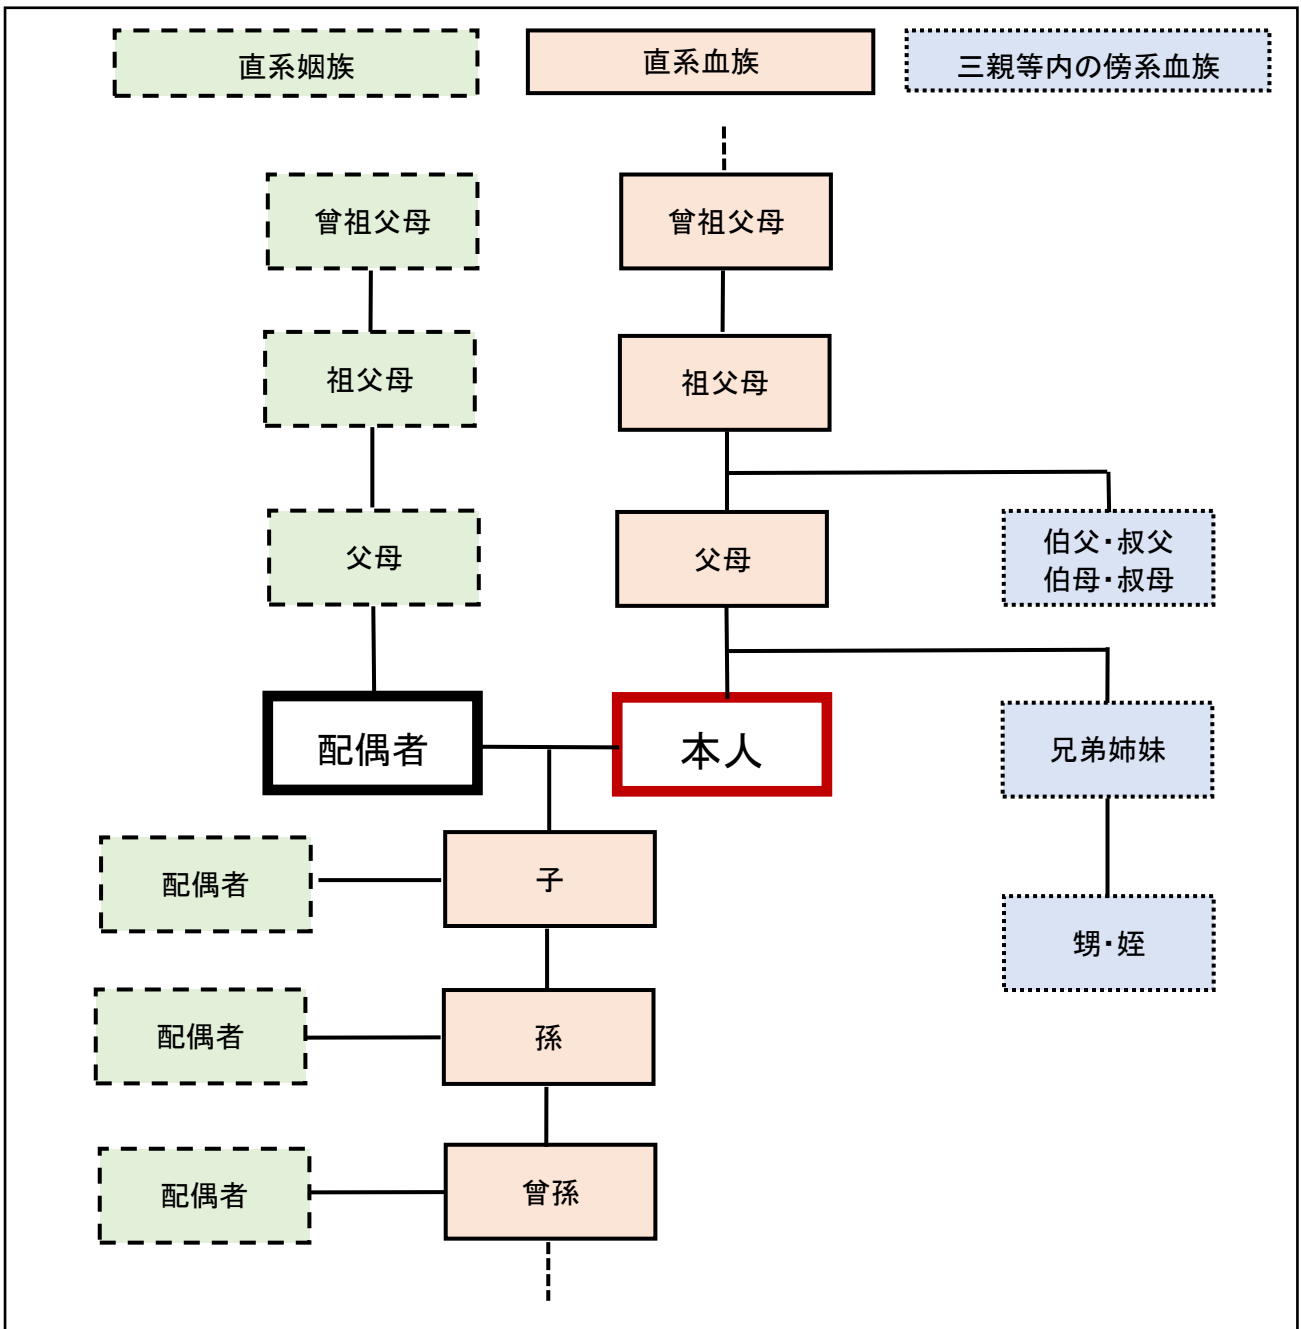 直系姻族
直系血族
三親等内の傍系血族
曾祖父母
曾祖父母
祖父母
祖父母
父母
父母
伯父・叔父
伯母・叔母
配偶者
本人
兄弟姉妹
配偶者
子
甥・姪
配偶者
孫
配偶者
曾孫